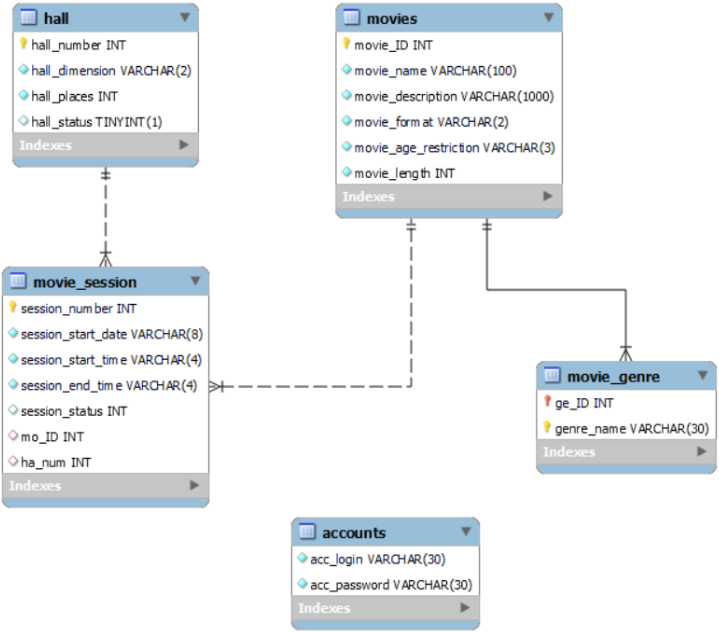 hall
hall_number INT
hall_dimension VARCHAR(2)
hall_places INT
hall_status TINYINT(1)
Indexes
movies
movie_ID INT
movie_name VARCHAR(100)
movie_description VARCHAR(1000)
movie_format VARCHAR(2)
movie_age_restriction VARCHAR(3)
movie_length INT
Indexes
movie_session
session_number INT
session_start_date VARCHAR(8)
session_start_time VARCHAR(4)
session_end_time VARCHAR(4)
session_status INT
mo_ID INT
ha_num INT
Indexes
movie_genre
ge_ID INT
genre_name VARCHAR(30)
Indexes
accounts
acc_login VARCHAR(30)
acc_password VARCHAR(30)
Indexes